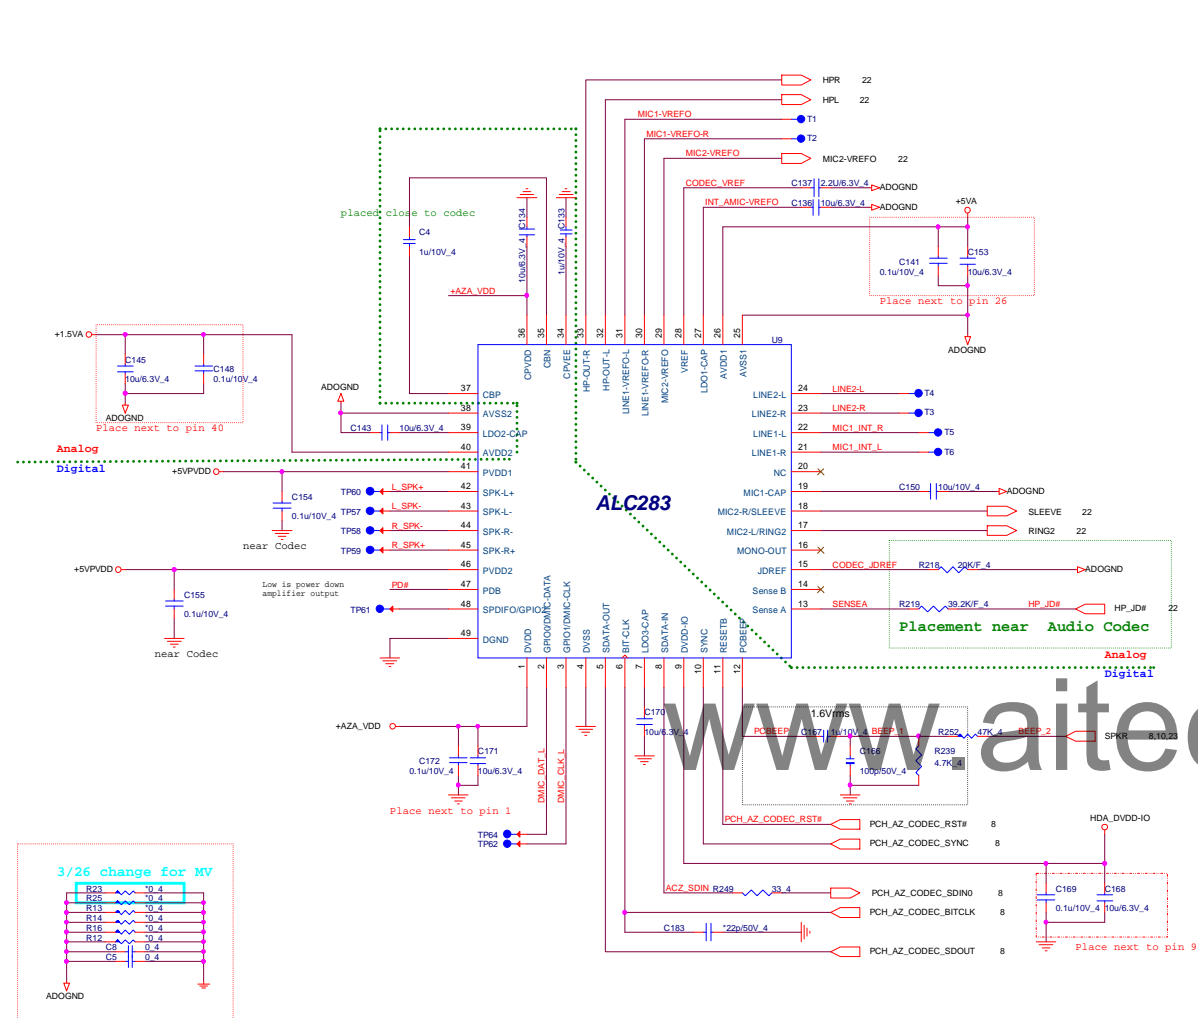 HPR 22
HPL 22
MIC1-VREFO T1
MIC1-VREFO-R T2
MIC2-VREFO MIC2-VREFO 22
CODEC_VREF C137 2.2U/6.3V_4 ADOGND
INT_AMIC-VREFO C136 10u/6.3V_4 ADOGND
+5VA
C141 0.1u/10V_4
C153 10u/6.3V_4
Place next to pin 26
ADOGND
placed close to codec
C4
1u/10V_4
C134 10u/6.3V_4
C133 1u/10V_4
+AZA_VDD
+1.5VA
C145
10u/6.3V_4
C148
0.1u/10V_4
ADOGND
Place next to pin 40
ADOGND
C143 10u/6.3V_4
Analog
Digital
36 35 34 33 32 31 30 29 28 27 26 25
U9
CPVDD
CBN
CPVEE
HP-OUT-R
HP-OUT-L
LINE1-VREFO-L
LINE1-VREFO-R
MIC2-VREFO
VREF
LDO1-CAP
AVDD1
AVSS1
37 CBP
38 AVSS2
39 LDO2-CAP
40 AVDD2
41 PVDD1
42 SPK-L+
43 SPK-L-
44 SPK-R-
45 SPK-R+
46 PVDD2
47 PDB
48 SPDIFO/GPIO2
49 DGND
ALC283
LINE2-L 24 LINE2-L T4
LINE2-R 23 LINE2-R T3
LINE1-L 22 MIC1_INT_R T5
LINE1-R 21 MIC1_INT_L T6
NC 20
MIC1-CAP 19 C150 10u/10V_4 ADOGND
MIC2-R/SLEEVE 18 SLEEVE 22
MIC2-L/RING2 17 RING2 22
MONO-OUT 16
JDREF 15 CODEC_JDREF R218 20K/F_4 ADOGND
Sense B 14
Sense A 13 SENSEA R219 39.2K/F_4 HP_JD# HP_JD# 22
Placement near Audio Codec
Analog
Digital
+5VPVDD
C154
0.1u/10V_4
near Codec
TP60 L_SPK+
TP57 L_SPK-
TP58 R_SPK-
TP59 R_SPK+
+5VPVDD
C155
0.1u/10V_4
near Codec
Low is power down
amplifier output
PD#
TP61
DVDD
GPIO0/DMIC-DATA
GPIO1/DMIC-CLK
DVSS
SDATA-OUT
BIT-CLK
LDO3-CAP
SDATA-IN
DVDD-IO
SYNC
RESETB
PCBEEP
1 2 3 4 5 6 7 8 9 10 11 12
+AZA_VDD
C172
0.1u/10V_4
C171
10u/6.3V_4
Place next to pin 1
DMIC_DAT_L
DMIC_CLK_L
TP64
TP62
C170
10u/6.3V_4
1.6Vrms
PCBEEP C167 1u/10V_4 BEEP_1 R252 47K_4 BEEP_2 SPKR 8,10,23
C166
100p/50V_4
R239
4.7K_4
www.aitec
PCH_AZ_CODEC_RST# PCH_AZ_CODEC_RST# 8
PCH_AZ_CODEC_SYNC 8
HDA_DVDD-IO
ACZ_SDIN R249 33_4 PCH_AZ_CODEC_SDIN0 8
PCH_AZ_CODEC_BITCLK 8
C183 *22p/50V_4
PCH_AZ_CODEC_SDOUT 8
C169
0.1u/10V_4
C168
10u/6.3V_4
Place next to pin 9
3/26 change for MV
R23 *0_4
R25 *0_4
R13 *0_4
R14 *0_4
R16 *0_4
R12 *0_4
C8 0_4
C5 0_4
ADOGND